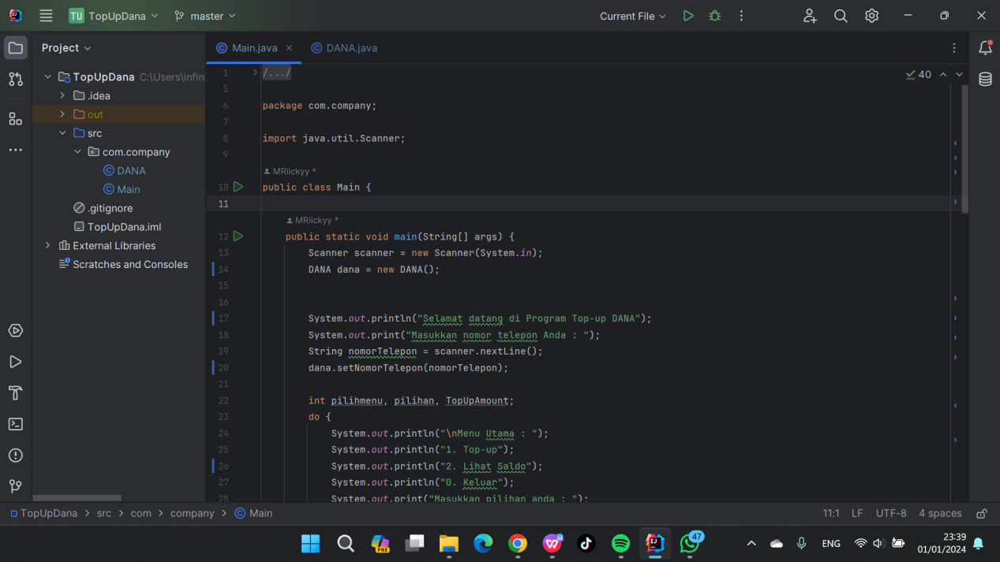 TU TopUpDana master Current File
Project
Main.java DANA.java
TopUpDana C:\Users\infin
.idea
out
src
com.company
DANA
Main
.gitignore
TopUpDana.iml
External Libraries
Scratches and Consoles
40
1 /.../
5
6 package com.company;
7
8 import java.util.Scanner;
9
MRiickyy *
10 public class Main {
11
MRiickyy *
12 public static void main(String[] args) {
13 Scanner scanner = new Scanner(System.in);
14 DANA dana = new DANA();
15
16
17 System.out.println("Selamat datang di Program Top-up DANA");
18 System.out.print("Masukkan nomor telepon Anda : ");
19 String nomorTelepon = scanner.nextLine();
20 dana.setNomorTelepon(nomorTelepon);
21
22 int pilihmenu, pilihan, TopUpAmount;
23 do {
24 System.out.println("\nMenu Utama : ");
25 System.out.println("1. Top-up");
26 System.out.println("2. Lihat Saldo");
27 System.out.println("0. Keluar");
28 System.out.print("Masukkan pilihan anda : ");
TopUpDana > src > com > company > Main 11:1 LF UTF-8 4 spaces
PRE 47 ENG 23:39
01/01/2024